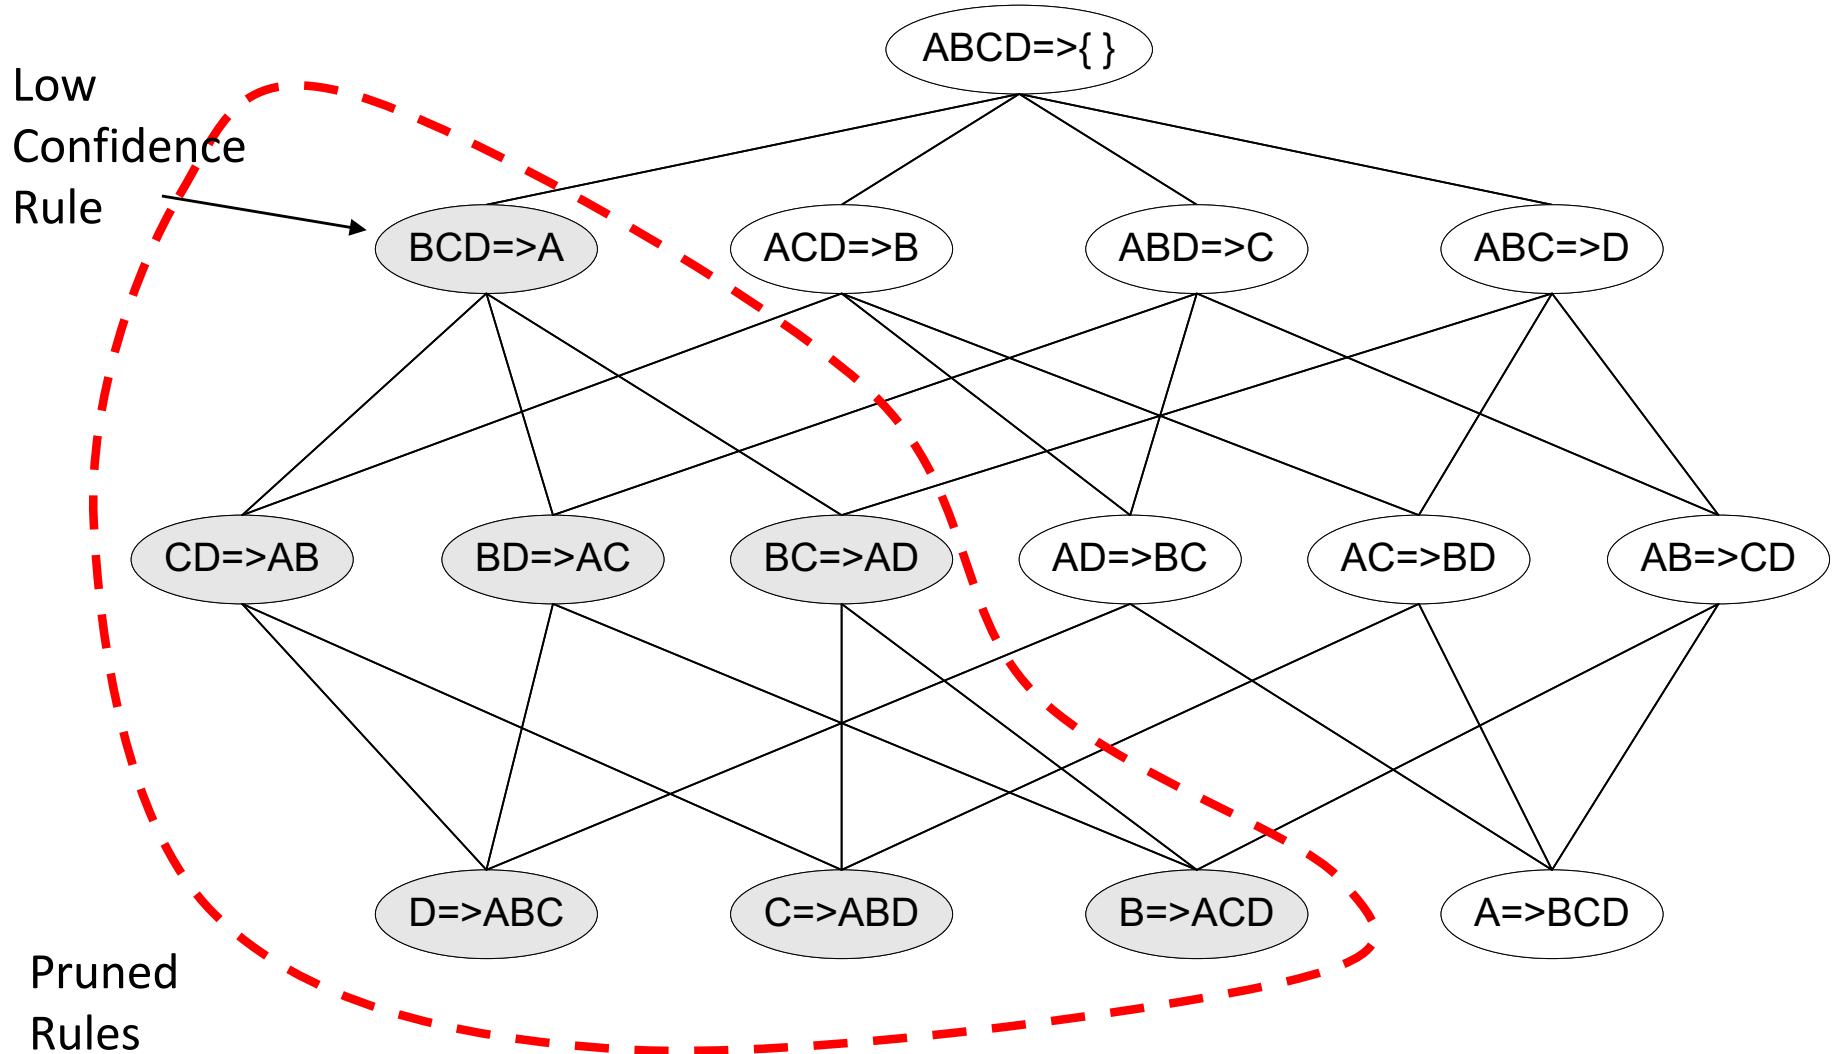 ABCD=>{ }
Low
Confidence
Rule
BCD=>A
ACD=>B
ABD=>C
ABC=>D
CD=>AB
BD=>AC
BC=>AD
AD=>BC
AC=>BD
AB=>CD
D=>ABC
C=>ABD
B=>ACD
A=>BCD
Pruned
Rules